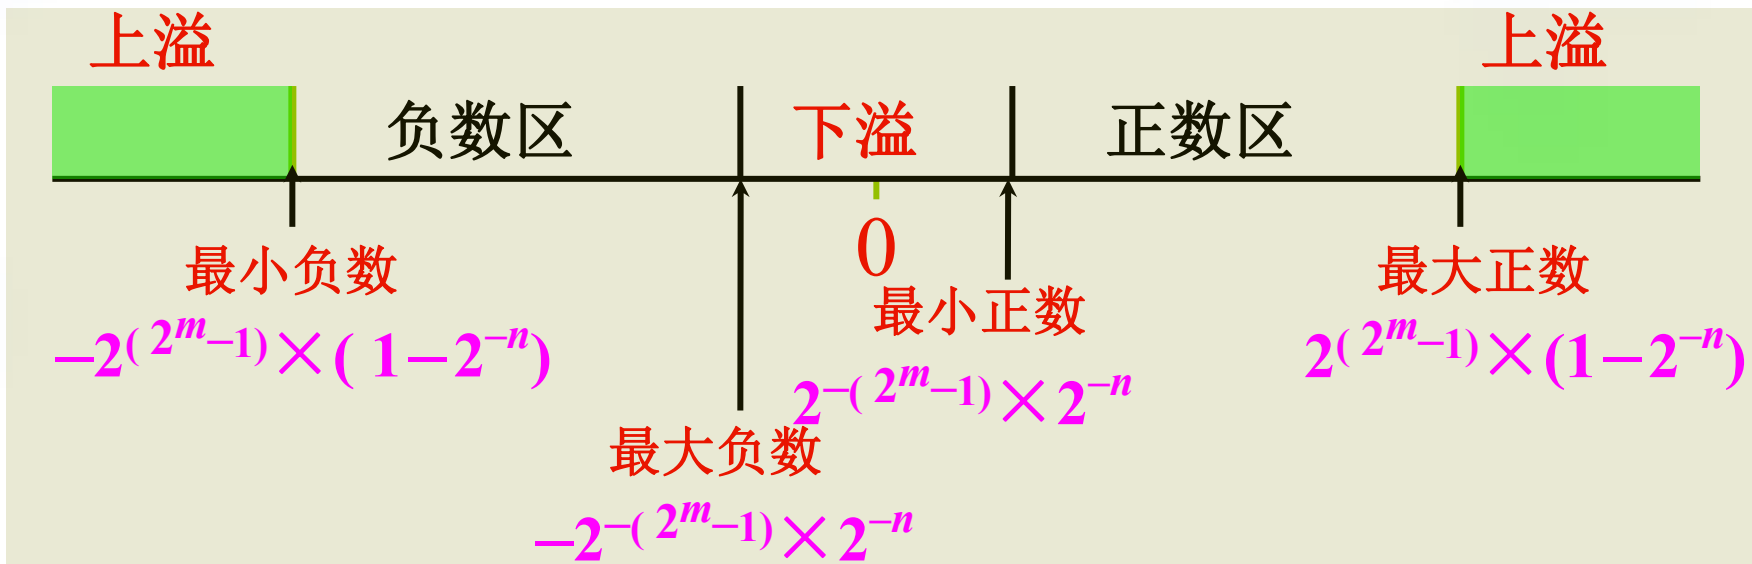 上溢 上溢
负数区 下溢 正数区
0
最小负数 最大正数
−2^(2^m−1)×(1−2^−n) 2^(2^m−1)×(1−2^−n)
最小正数
2^−(2^m−1)×2^−n
最大负数
−2^−(2^m−1)×2^−n